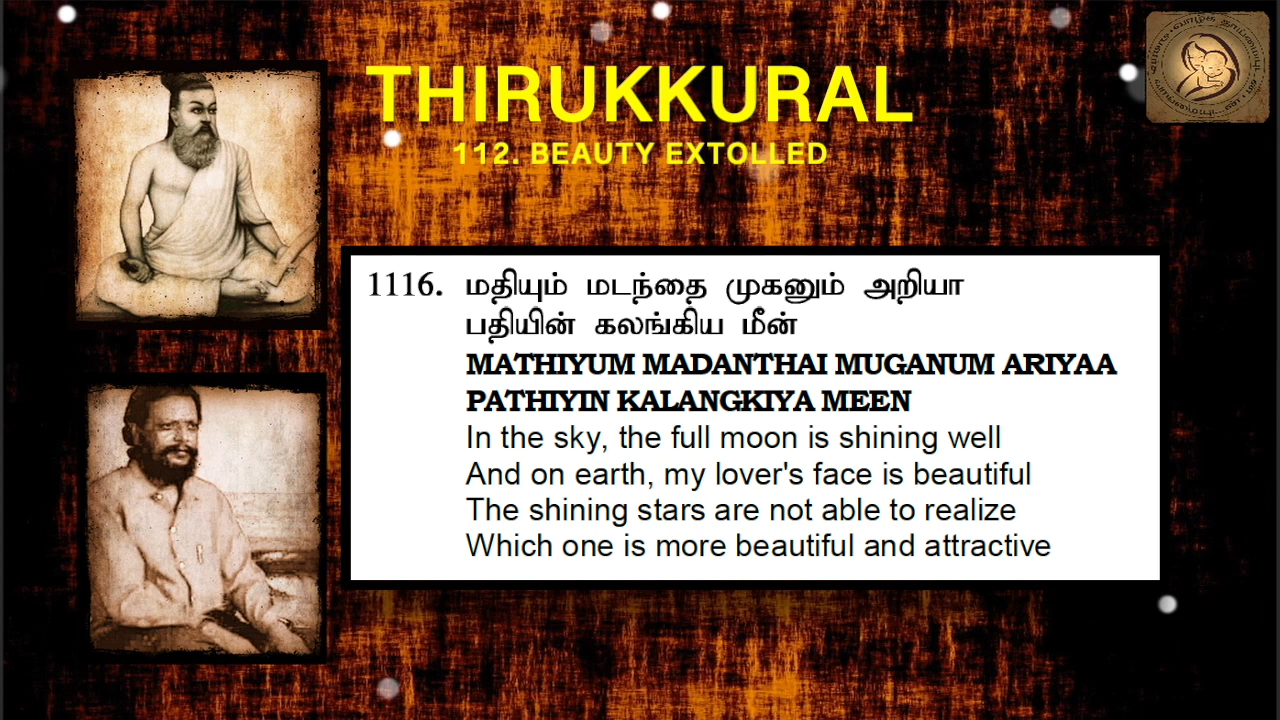 THIRUKKURAL
112. BEAUTY EXTOLLED
1116. மதியும் மடந்தை முகனும் அறியா
பதியின் கலங்கிய மீன்
MATHIYUM MADANTHAI MUGANUM ARIYAA
PATHIYIN KALANGKIYA MEEN
In the sky, the full moon is shining well
And on earth, my lover's face is beautiful
The shining stars are not able to realize
Which one is more beautiful and attractive